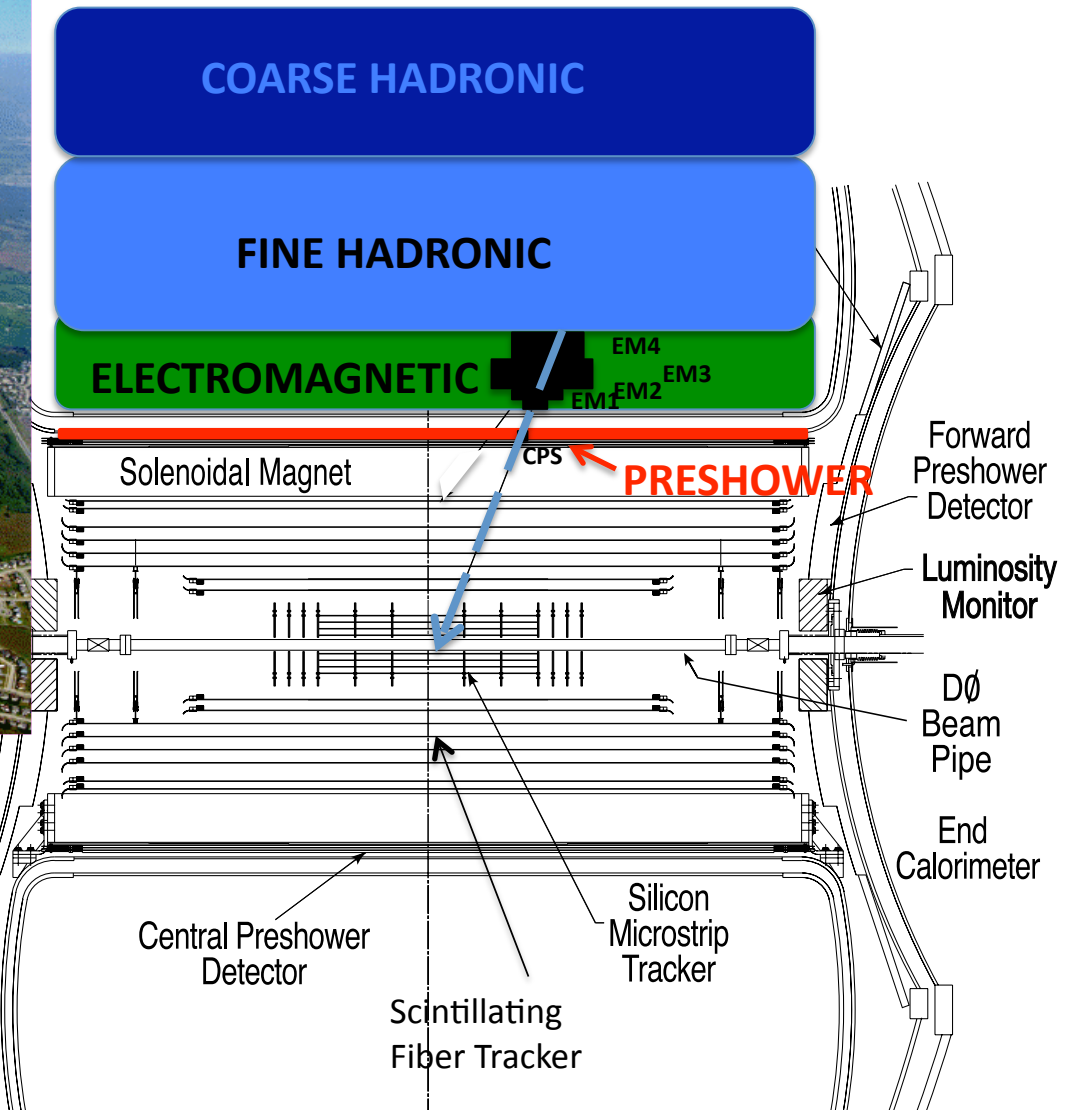 COARSE HADRONIC
FINE HADRONIC
EM4
ELECTROMAGNETIC
EM3
EM2
EM1
CPS
Solenoidal Magnet
PRESHOWER
Forward
Preshower
Detector
Luminosity
Monitor
DØ
Beam
Pipe
End
Calorimeter
Silicon
Microstrip
Tracker
Central Preshower
Detector
Scintillating
Fiber Tracker